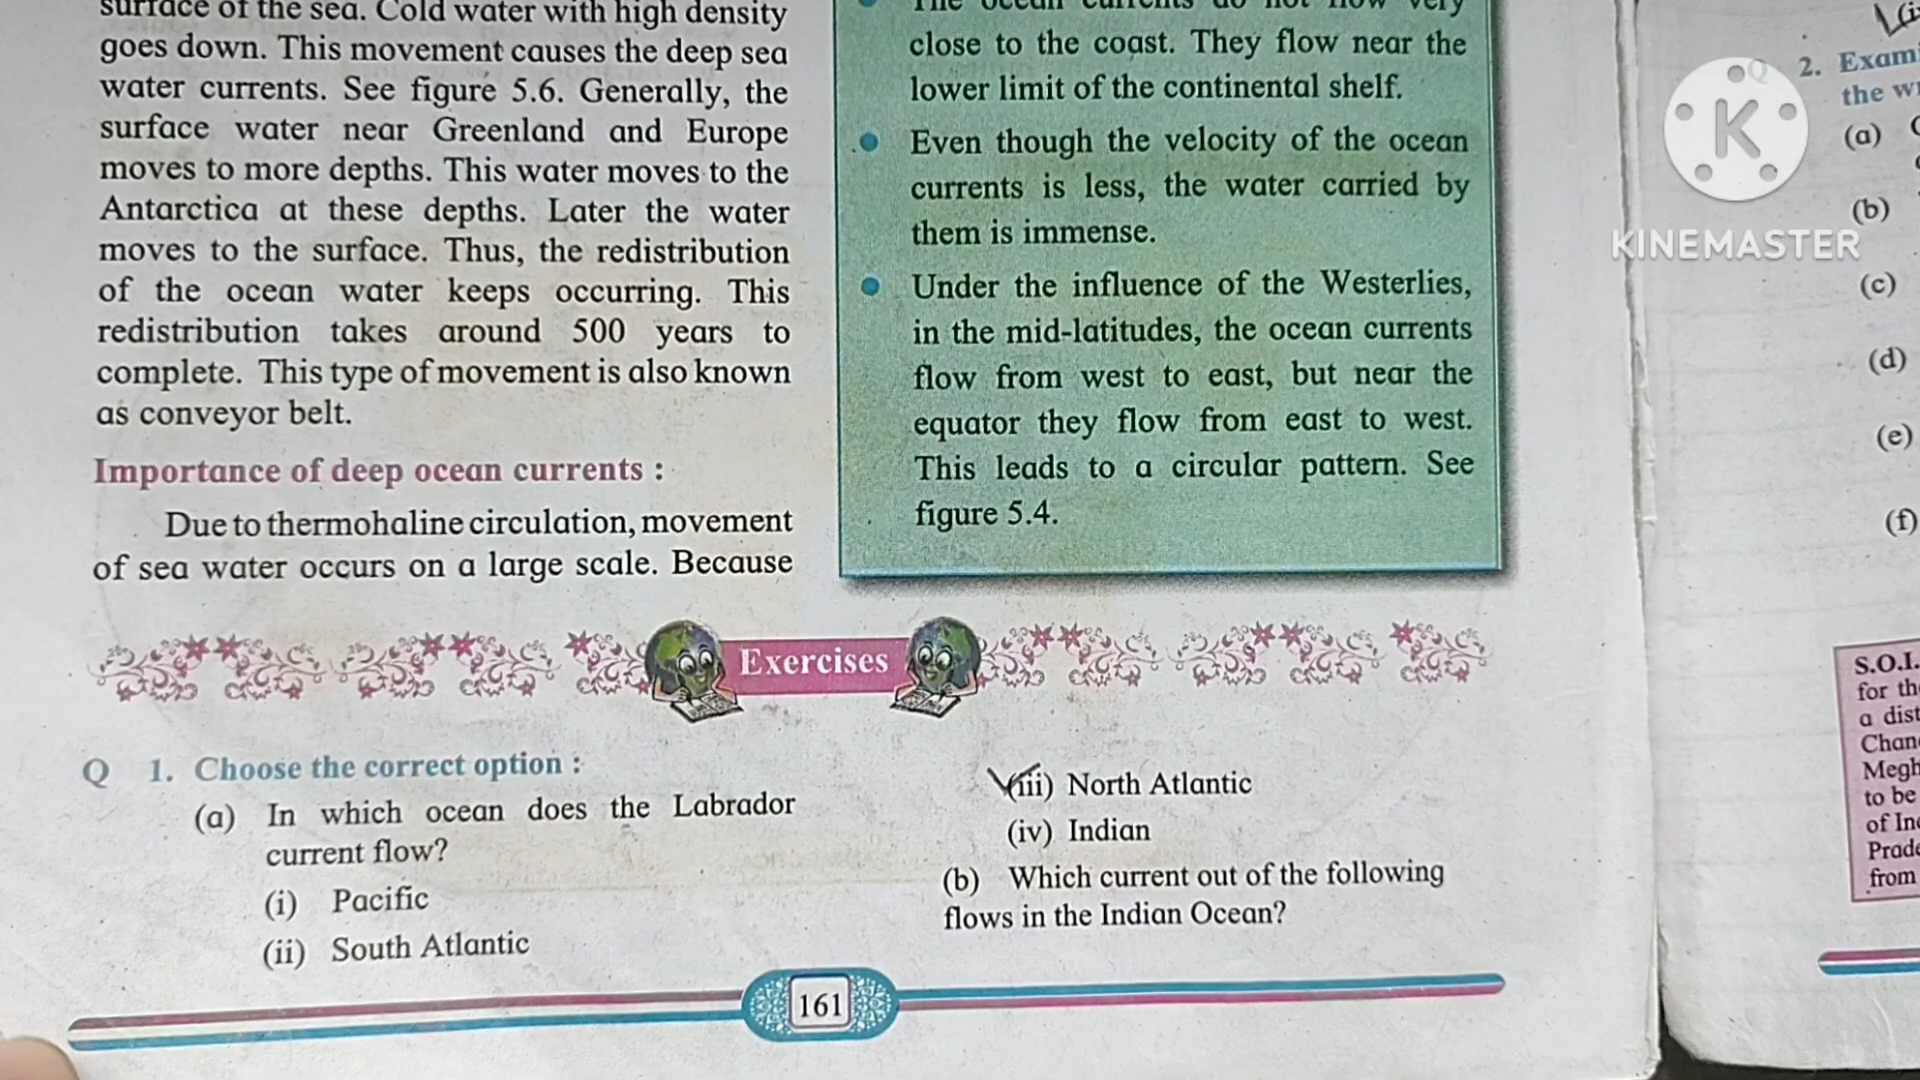 surface of the sea. Cold water with high density
goes down. This movement causes the deep sea
water currents. See figure 5.6. Generally, the
surface water near Greenland and Europe
moves to more depths. This water moves to the
Antarctica at these depths. Later the water
moves to the surface. Thus, the redistribution
of the ocean water keeps occurring. This
redistribution takes around 500 years to
complete. This type of movement is also known
as conveyor belt.
Importance of deep ocean currents :
Due to thermohaline circulation, movement
of sea water occurs on a large scale. Because
The ocean currents do not flow very
close to the coast. They flow near the
lower limit of the continental shelf.
Even though the velocity of the ocean
currents is less, the water carried by
them is immense.
Under the influence of the Westerlies,
in the mid-latitudes, the ocean currents
flow from west to east, but near the
equator they flow from east to west.
This leads to a circular pattern. See
figure 5.4.
Exercises
Q 1. Choose the correct option :
(a) In which ocean does the Labrador
current flow?
(i) Pacific
(ii) South Atlantic
(iii) North Atlantic
(iv) Indian
(b) Which current out of the following
flows in the Indian Ocean?
161
Q 2.
the
(a)
(b)
(c)
(d)
(e)
(f)
S.O.I.
for
a
to be
of
from
K
KINEMASTER